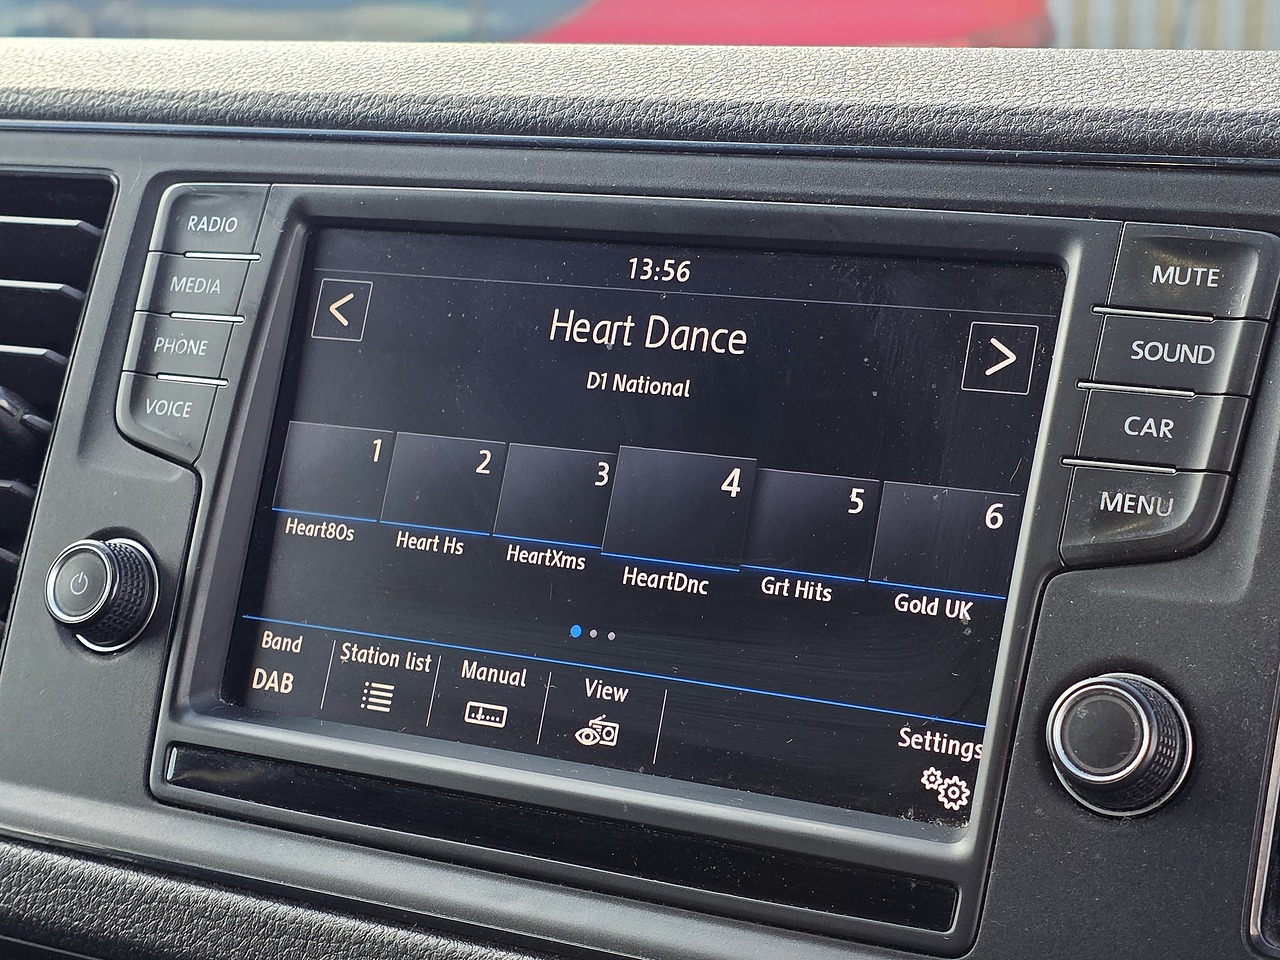 RADIO
MEDIA
PHONE
VOICE
13:56
<
Heart Dance
>
D1 National
1
2
3
4
5
6
Heart80s
Heart Hs
HeartXms
HeartDnc
Grt Hits
Gold UK
Band
DAB
Station list
Manual
View
Settings
MUTE
SOUND
CAR
MENU